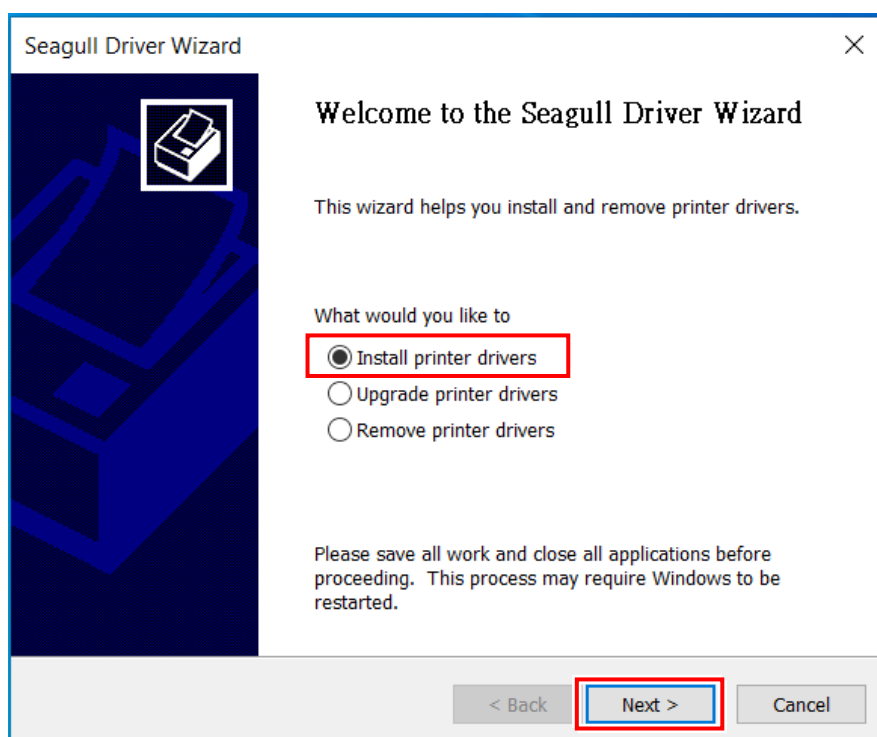 Seagull Driver Wizard
Welcome to the Seagull Driver Wizard
This wizard helps you install and remove printer drivers.
What would you like to
Install printer drivers
Upgrade printer drivers
Remove printer drivers
Please save all work and close all applications before
proceeding.  This process may require Windows to be
restarted.
< Back Next > Cancel